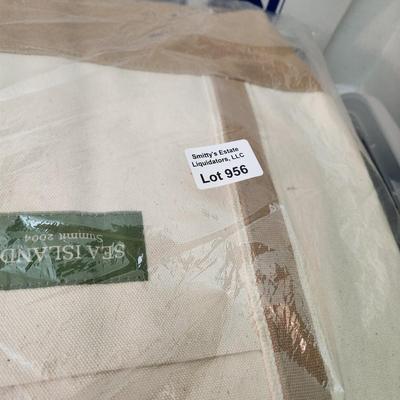 Smitty's Estate
Liquidators, LLC
Lot 956
SEA ISLAND
Summit 2004